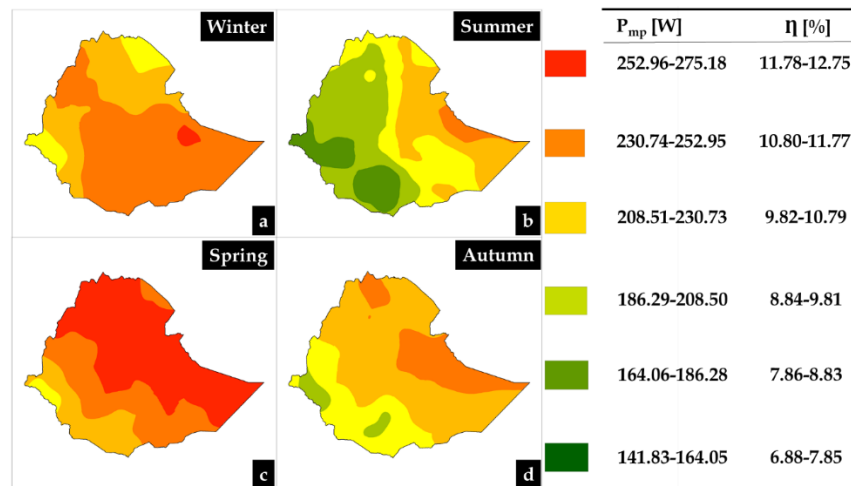 Winter
a
Summer
b
Spring
c
Autumn
d
P_mp [W] η [%]
252.96-275.18 11.78-12.75
230.74-252.95 10.80-11.77
208.51-230.73 9.82-10.79
186.29-208.50 8.84-9.81
164.06-186.28 7.86-8.83
141.83-164.05 6.88-7.85